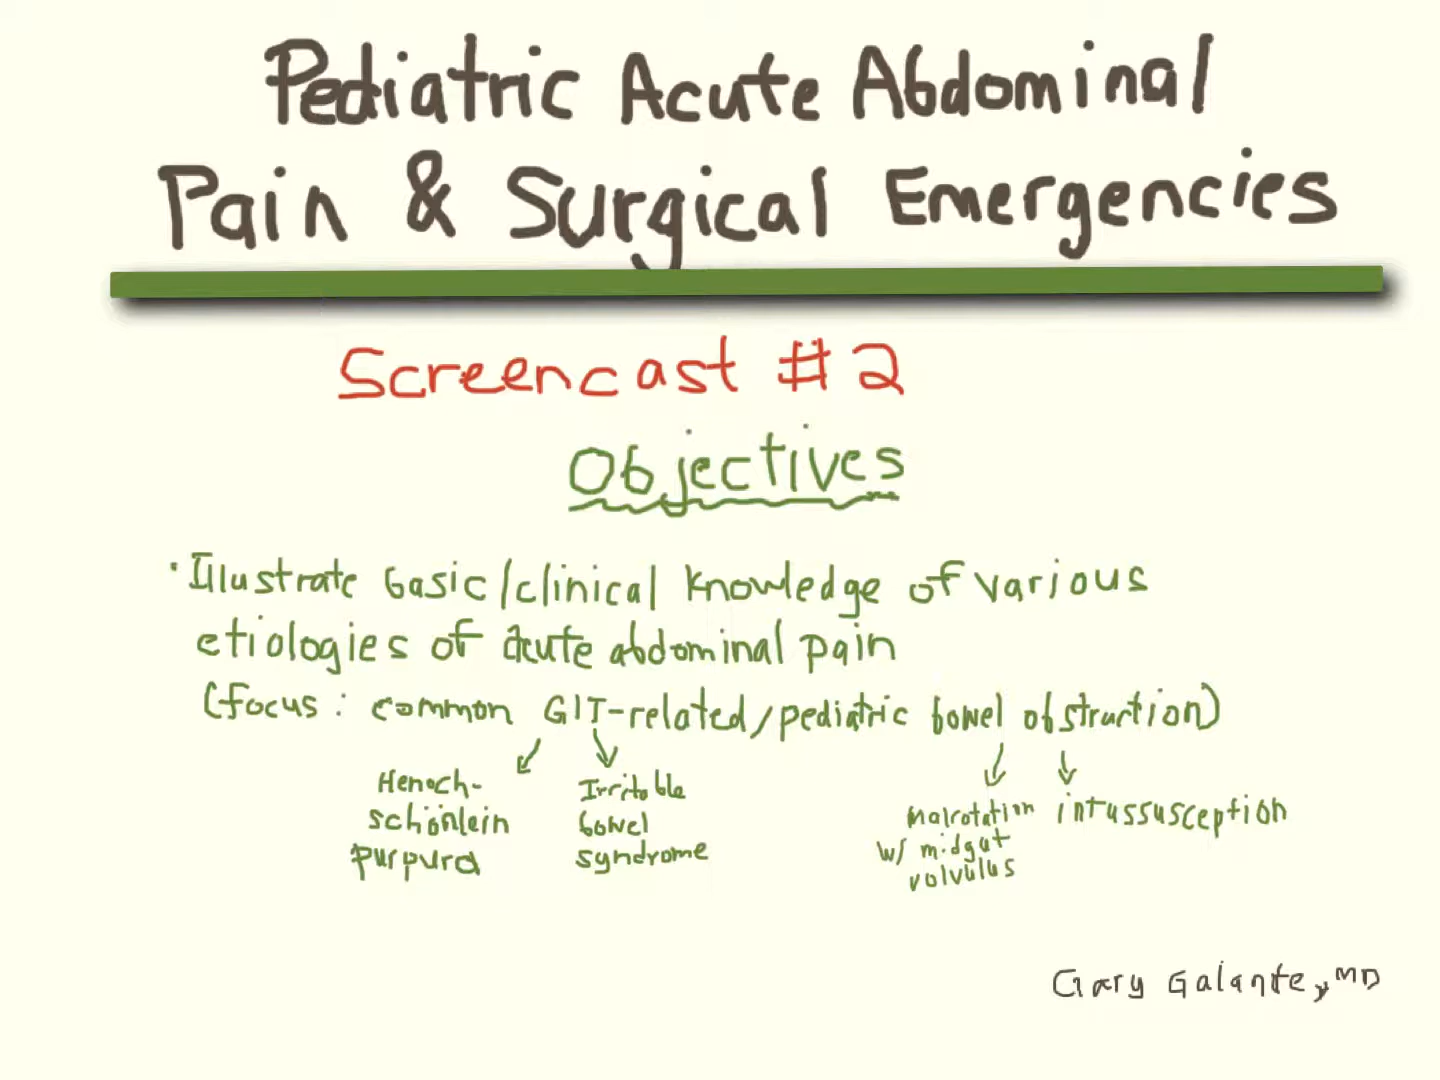 Pediatric Acute Abdominal
Pain & Surgical Emergencies
Screencast #2
Objectives
· Illustrate basic/clinical knowledge of various
etiologies of acute abdominal pain
(focus: common GIT-related/pediatric bowel obstruction)
Henoch-
schönlein
purpura
Irritable
bowel
syndrome
malrotation
w/ midgut
volvulus
intussusception
Gary Galante, MD